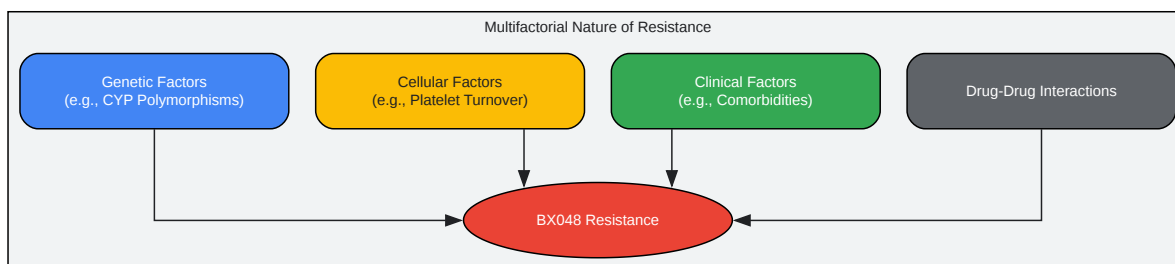 Multifactorial Nature of Resistance
Genetic Factors
(e.g., CYP Polymorphisms)
Cellular Factors
(e.g., Platelet Turnover)
Clinical Factors
(e.g., Comorbidities)
Drug-Drug Interactions
BX048 Resistance